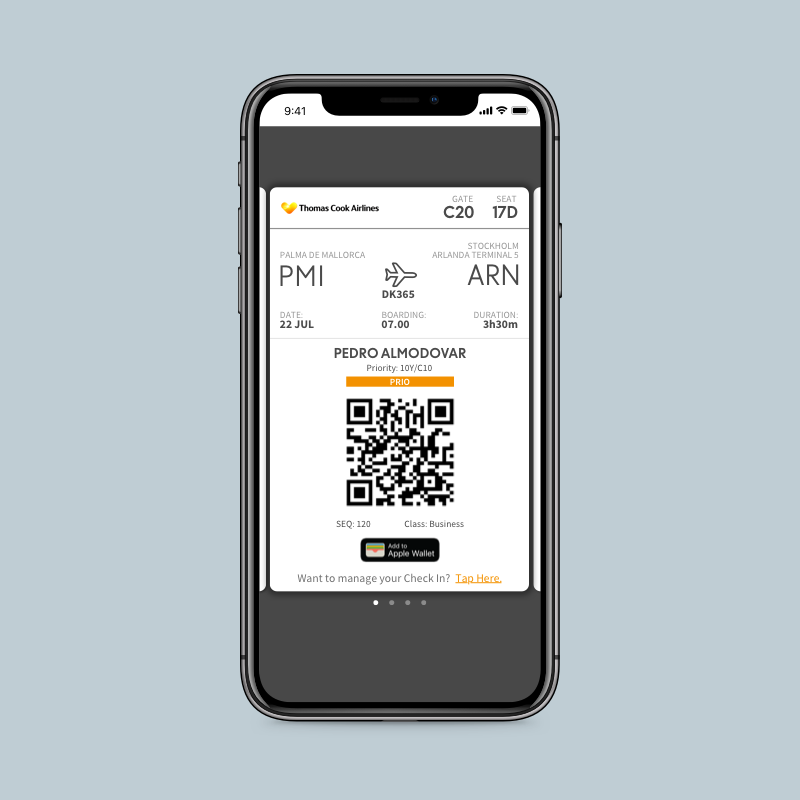 9:41
Thomas Cook Airlines
GATE SEAT
C20 17D
PALMA DE MALLORCA
STOCKHOLM
ARLANDA TERMINAL 5
PMI
ARN
DK365
DATE: BOARDING: DURATION:
22 JUL 07.00 3h30m
PEDRO ALMODOVAR
Priority: 10Y/C10
PRIO
SEQ: 120 Class: Business
Add to
Apple Wallet
Want to manage your Check In? Tap Here.